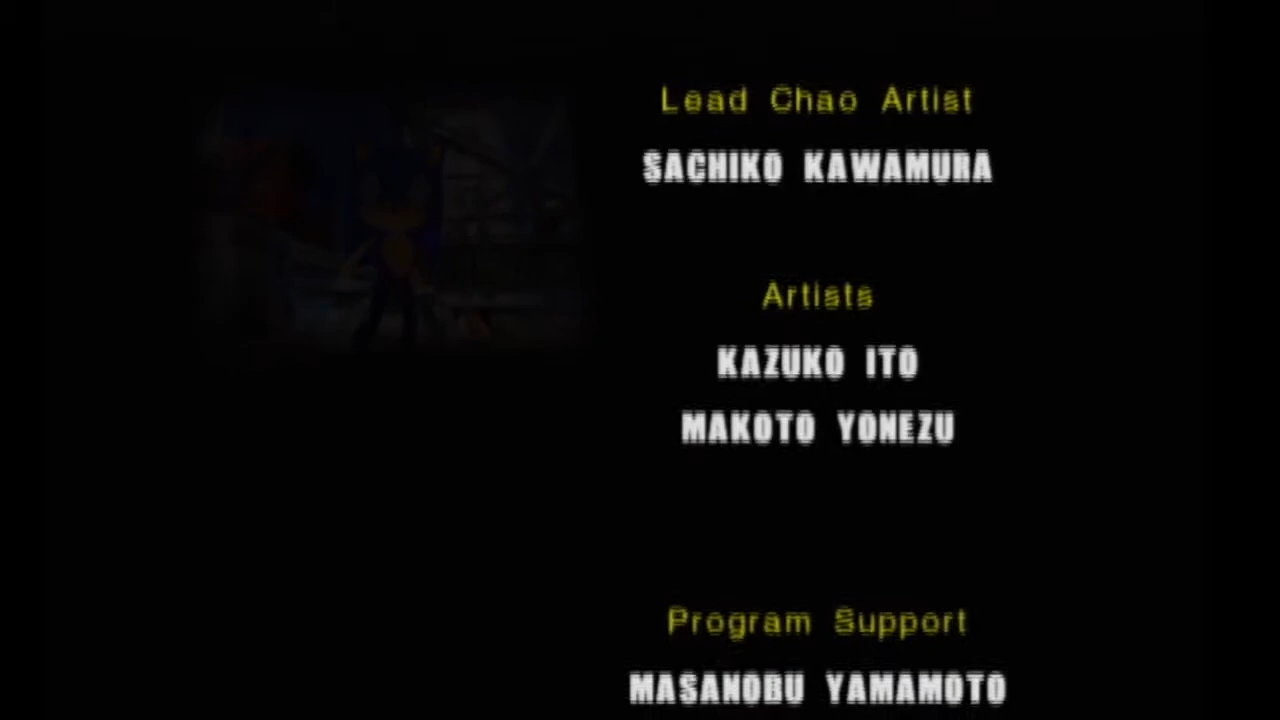 Lead Chao Artist
SACHIKO KAWAMURA
Artists
KAZUKO ITO
MAKOTO YONEZU
Program Support
MASANOBU YAMAMOTO